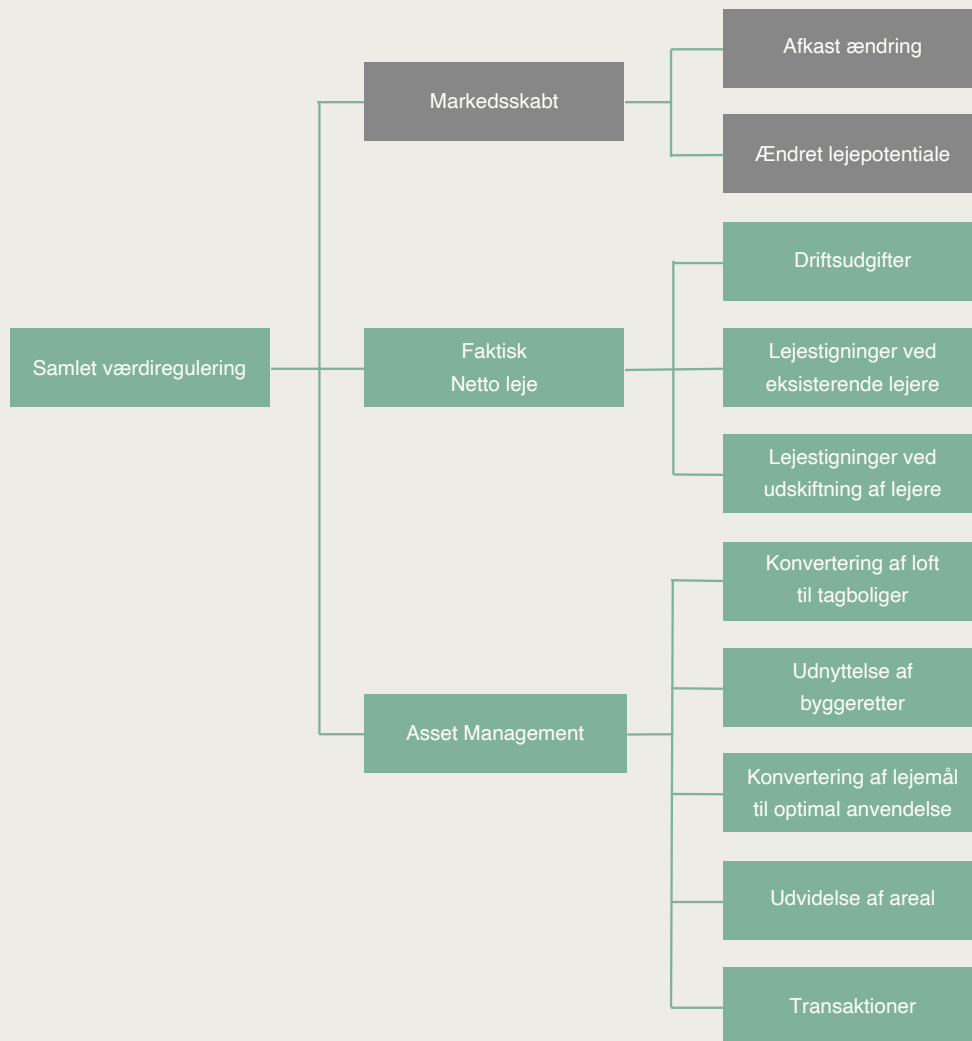 Samlet værdiregulering
Markedsskabt
Afkast ændring
Ændret lejepotentiale
Faktisk
Netto leje
Driftsudgifter
Lejestigninger ved
eksisterende lejere
Lejestigninger ved
udskiftning af lejere
Asset Management
Konvertering af loft
til tagboliger
Udnyttelse af
byggeretter
Konvertering af lejemål
til optimal anvendelse
Udvidelse af areal
Transaktioner